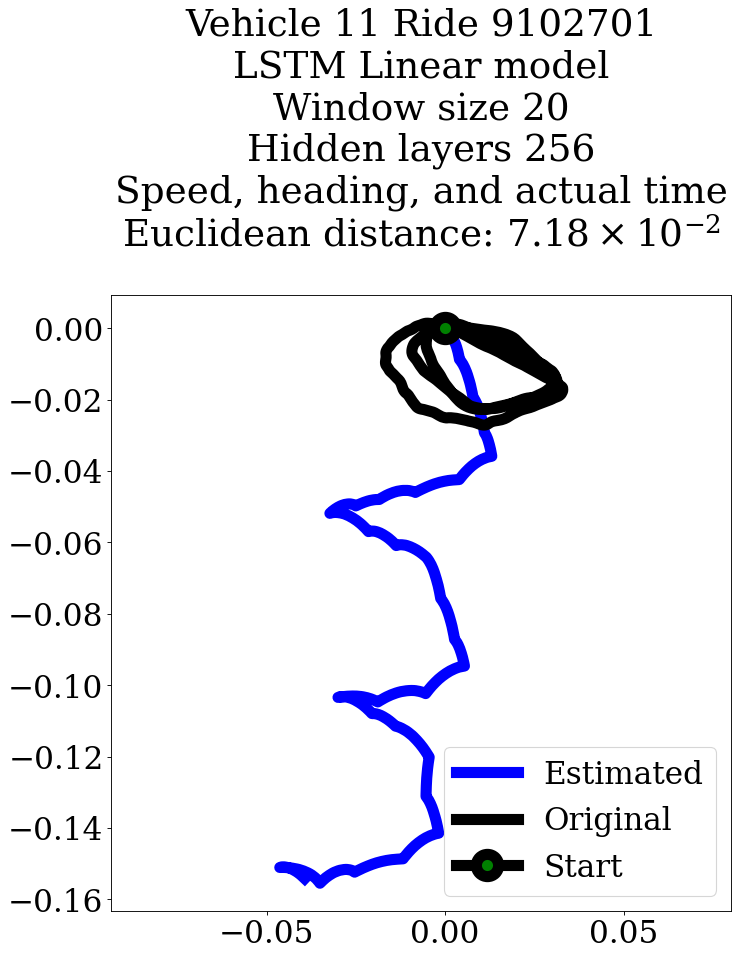 Vehicle 11 Ride 9102701
LSTM Linear model
Window size 20
Hidden layers 256
Speed, heading, and actual time
Euclidean distance: 7.18 × 10⁻²
0.00
−0.02
−0.04
−0.06
−0.08
−0.10
−0.12
−0.14
−0.16
Estimated
Original
Start
−0.05 0.00 0.05